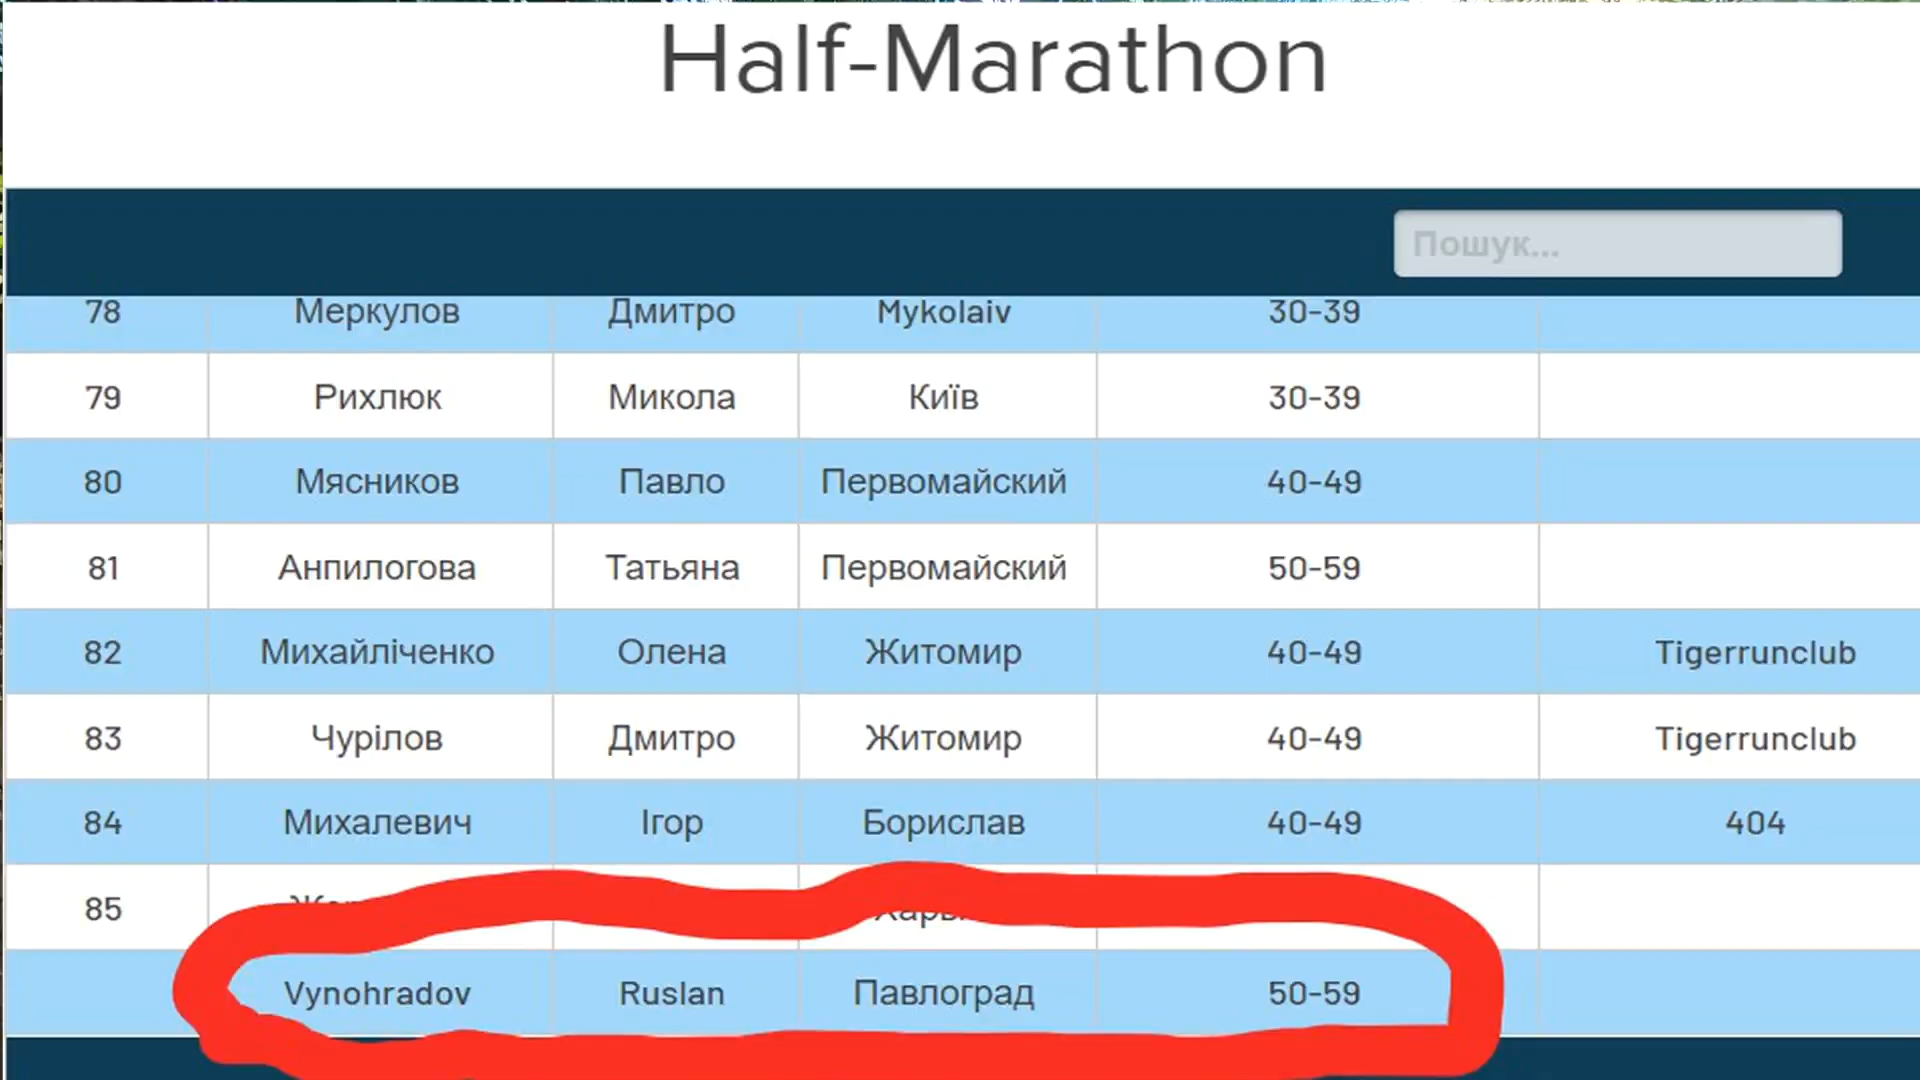 Half-Marathon
Пошук...
78 Меркулов Дмитро Mykolaiv 30-39
79 Рихлюк Микола Київ 30-39
80 Мясников Павло Первомайский 40-49
81 Анпилогова Татьяна Первомайский 50-59
82 Михайліченко Олена Житомир 40-49 Tigerrunclub
83 Чурілов Дмитро Житомир 40-49 Tigerrunclub
84 Михалевич Ігор Борислав 40-49 404
85
Vynohradov Ruslan Павлоград 50-59